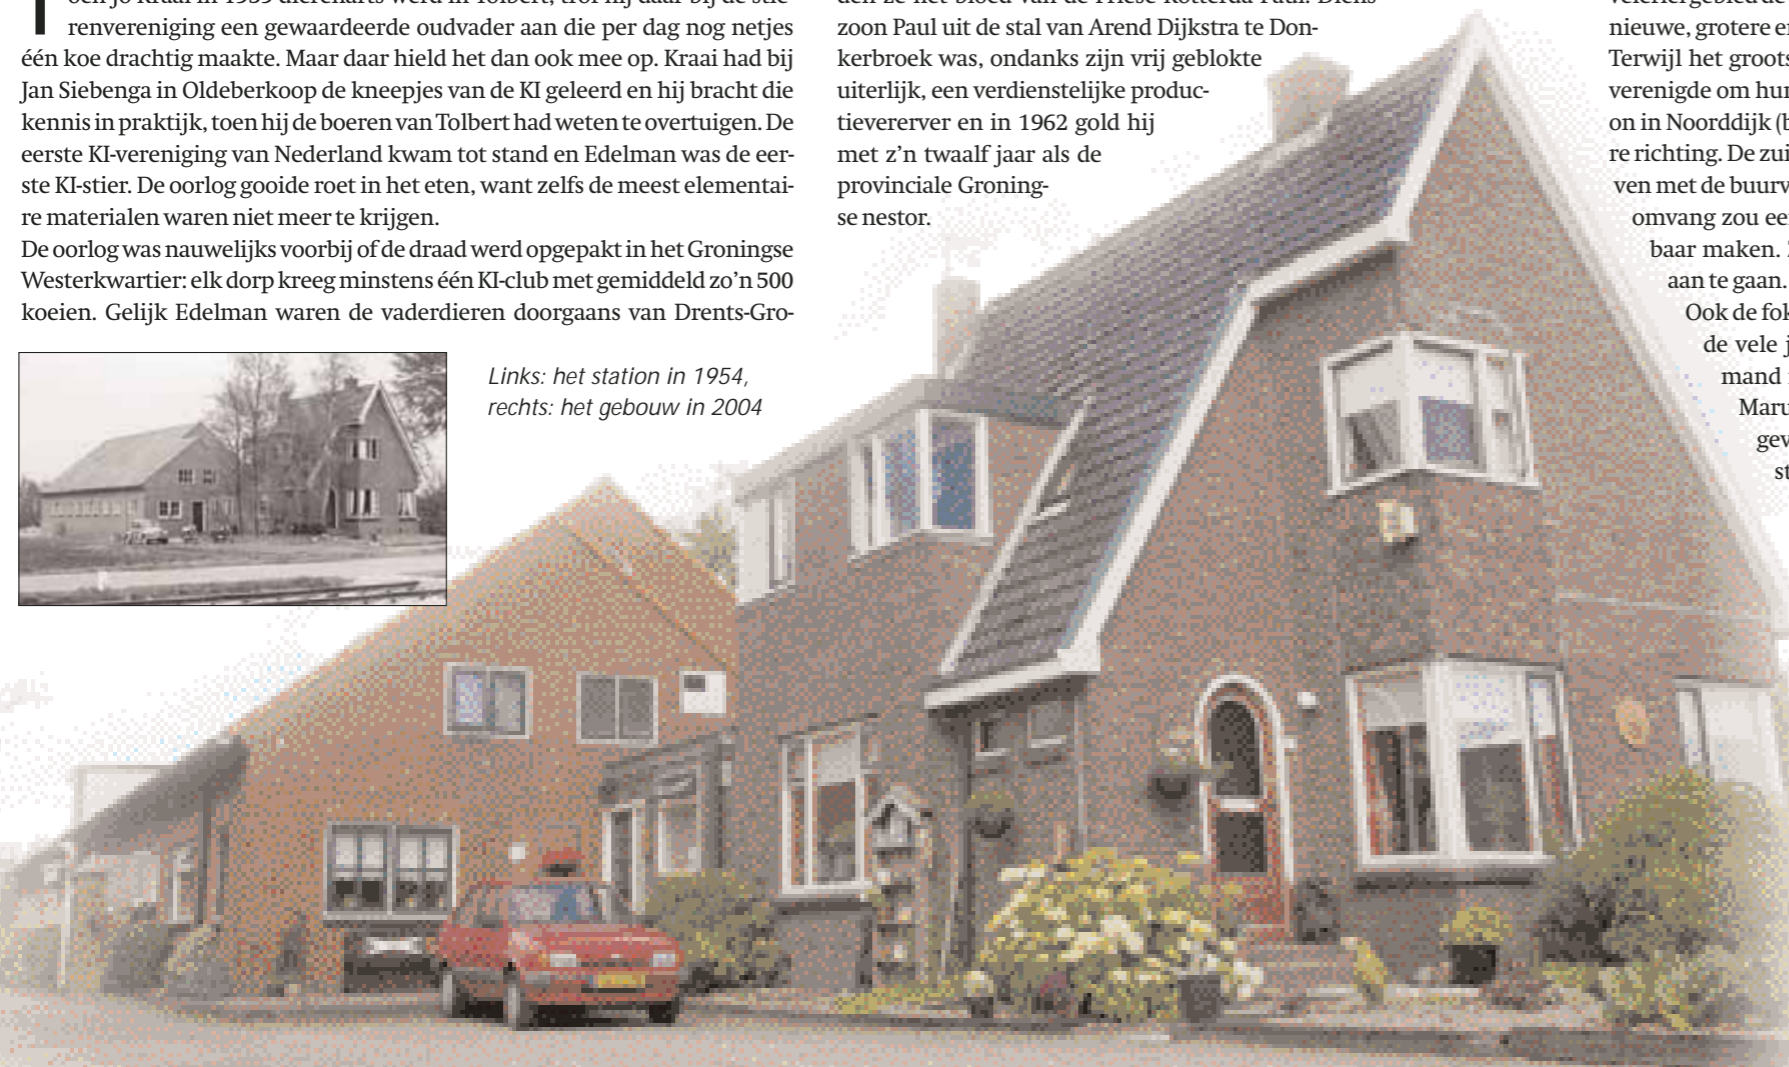 renvereniging een gewaardeerde oudvader aan die per dag nog netjes
één koe drachtig maakte. Maar daar hield het dan ook mee op. Kraai had bij
Jan Siebenga in Oldeberkoop de kneepjes van de KI geleerd en hij bracht die
kennis in praktijk, toen hij de boeren van Tolbert had weten te overtuigen. De
eerste KI-vereniging van Nederland kwam tot stand en Edelman was de eer-
ste KI-stier. De oorlog gooide roet in het eten, want zelfs de meest elementai-
re materialen waren niet meer te krijgen.
De oorlog was nauwelijks voorbij of de draad werd opgepakt in het Groningse
Westerkwartier: elk dorp kreeg minstens één KI-club met gemiddeld zo'n 500
koeien. Gelijk Edelman waren de vaderdieren doorgaans van Drents-Gro-
Links: het station in 1954,
rechts: het gebouw in 2004
zoon Paul uit de stal van Arend Dijkstra te Don-
kerbroek was, ondanks zijn vrij geblokte
uiterlijk, een verdienstelijke produc-
tievererver en in 1962 gold hij
met z'n twaalf jaar als de
provinciale Groning-
se nestor.
nieuwe, grotere
Terwijl het
verenigde om
on in Noorddijk
re richting. De
ven met de
omvang zou
baar maken.
aan te gaan.
Ook de
de vele
mand